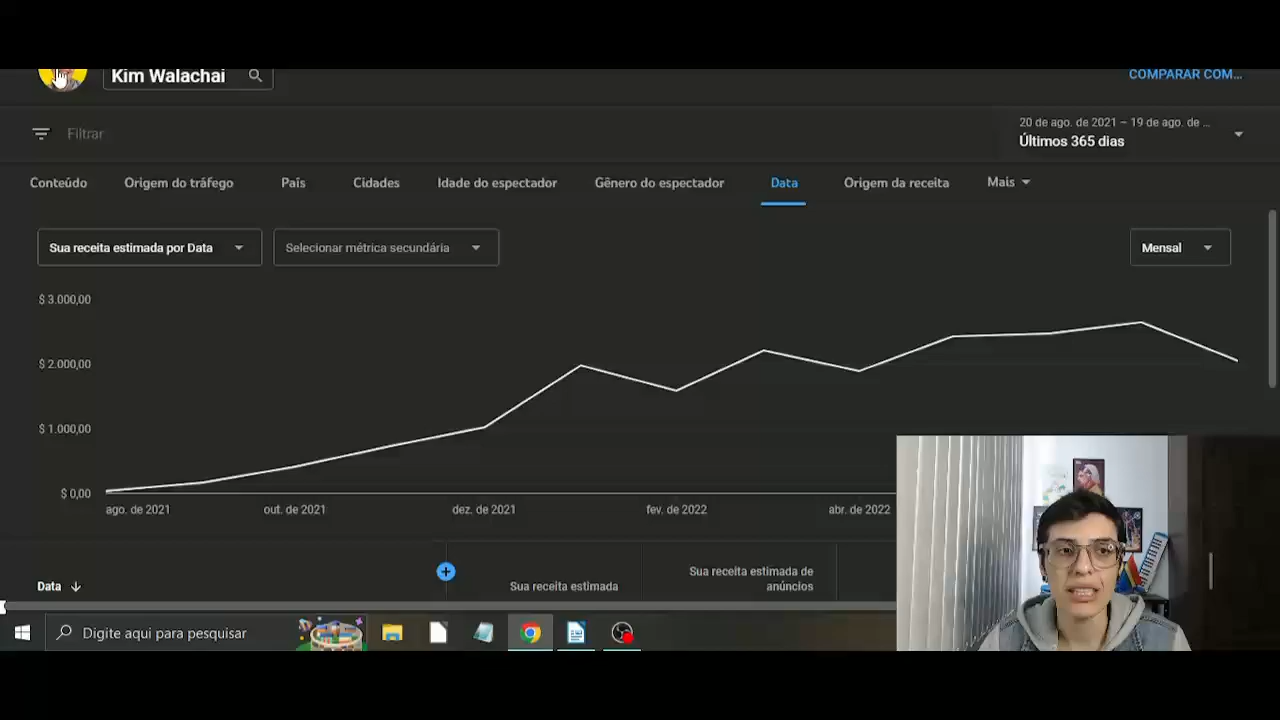 Kim Walachai
COMPARAR COM...
Filtrar
20 de ago. de 2021 – 19 de ago. de ...
Últimos 365 dias
Conteúdo
Origem do tráfego
País
Cidades
Idade do espectador
Gênero do espectador
Data
Origem da receita
Mais
Sua receita estimada por Data
Selecionar métrica secundária
Mensal
$ 3.000,00
$ 2.000,00
$ 1.000,00
$ 0,00
ago. de 2021
out. de 2021
dez. de 2021
fev. de 2022
abr. de 2022
Data
Sua receita estimada
Sua receita estimada de
anúncios
Digite aqui para pesquisar